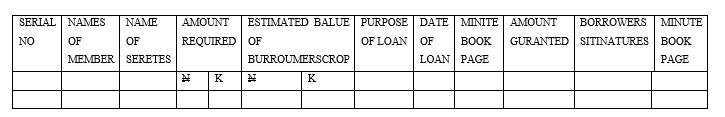 SERIAL NAMES NAME AMOUNT ESTIMATED BALUE PURPOSE DATE MINITE AMOUNT BORROWERS MINUTE
NO OF OF REQUIRED OF OF LOAN OF BOOK GURANTED SITINATURES BOOK
MEMBER SERETES BURROUMERSCROP LOAN PAGE PAGE
₦ K ₦ K